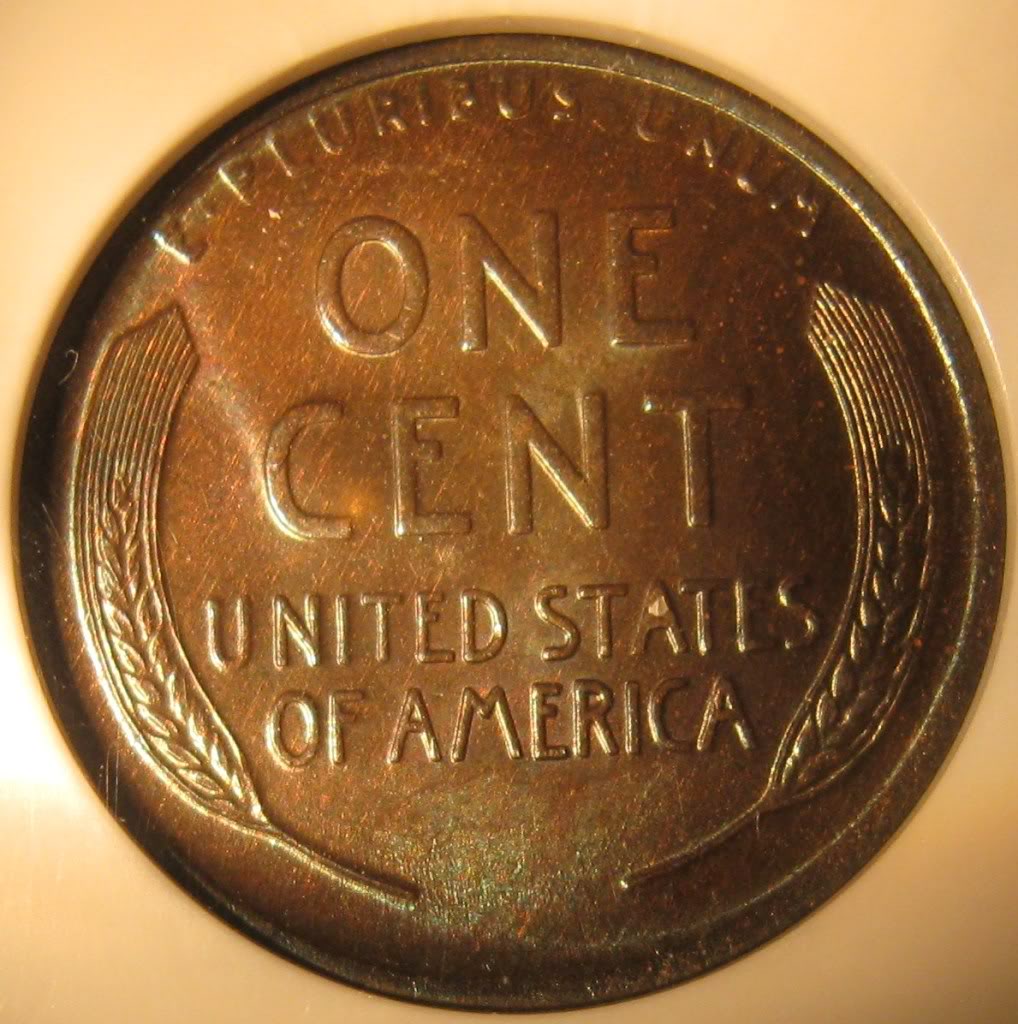 E PLURIBUS UNUM
ONE
CENT
UNITED STATES
OF AMERICA